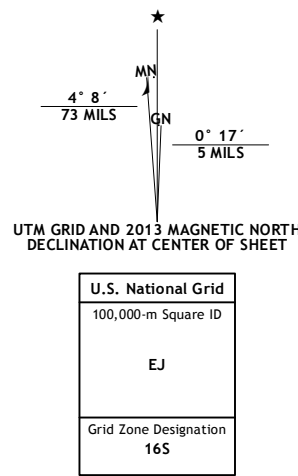 ★
MN
4° 8´
73 MILS
GN
0° 17´
5 MILS
UTM GRID AND 2013 MAGNETIC NORTH
DECLINATION AT CENTER OF SHEET
U.S. National Grid
100,000-m Square ID
EJ
Grid Zone Designation
16S